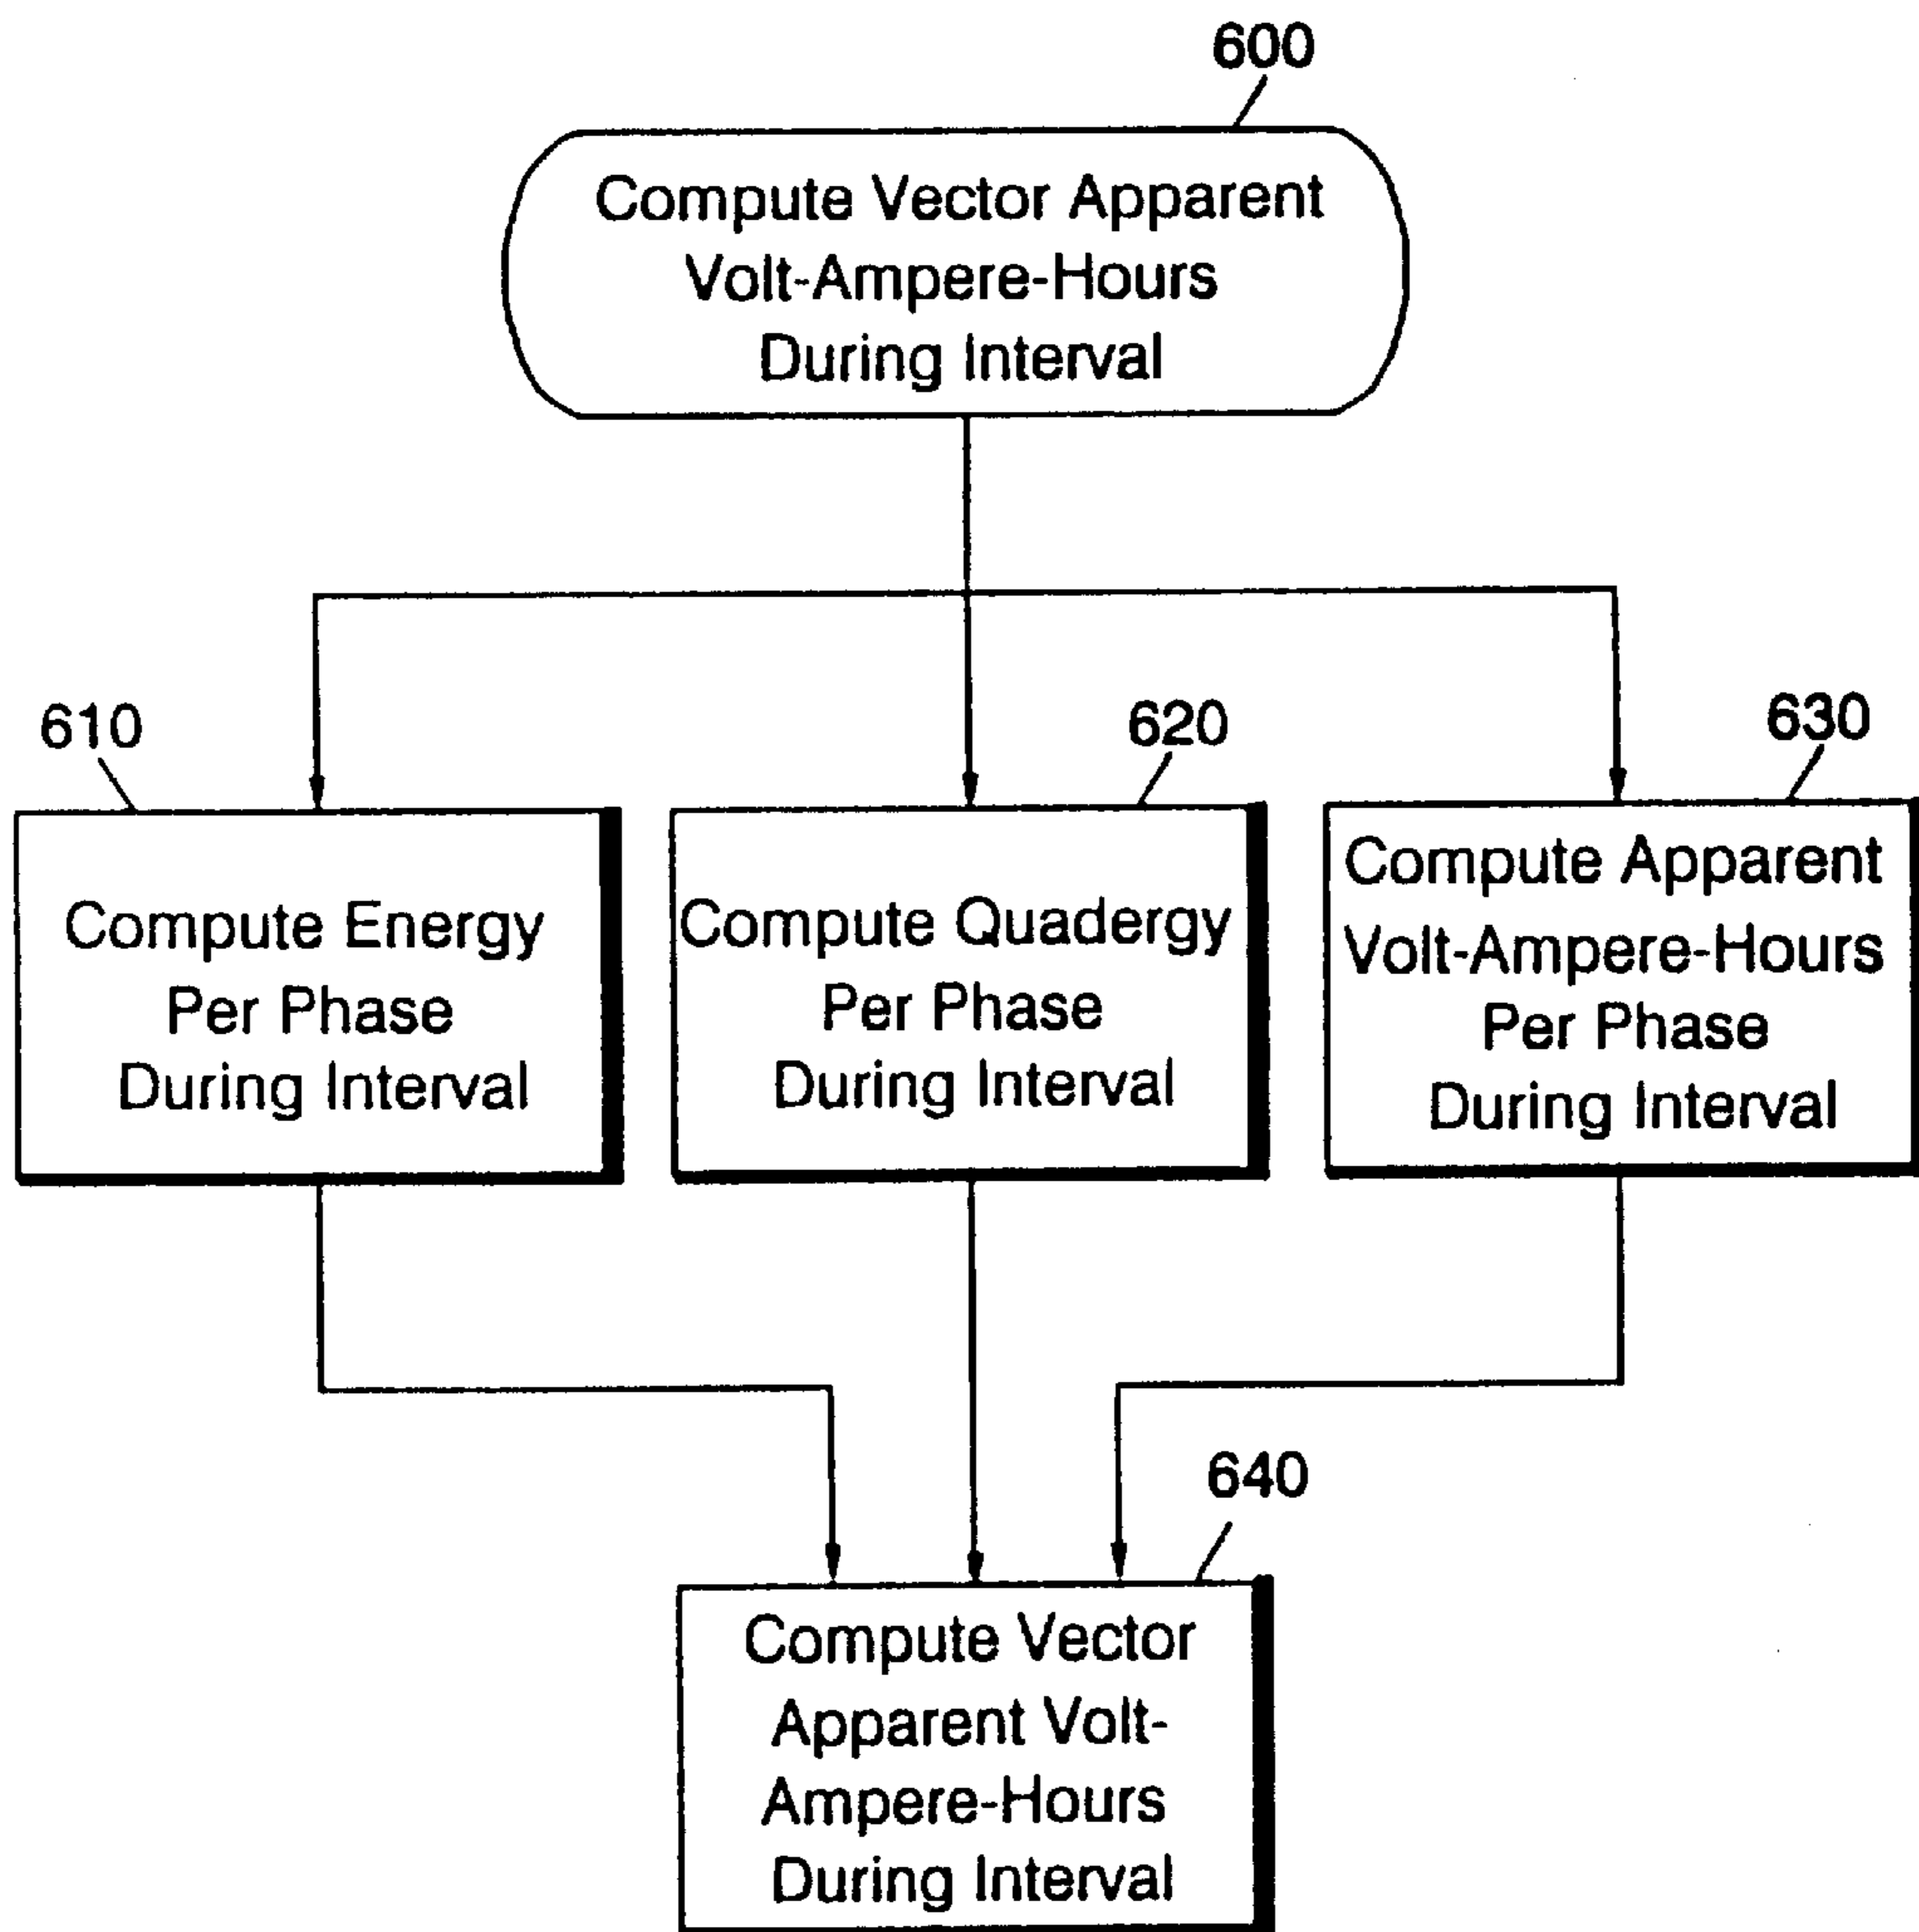 600
Compute Vector Apparent
Volt-Ampere-Hours
During Interval
610
Compute Energy
Per Phase
During Interval
620
Compute Quadergy
Per Phase
During Interval
630
Compute Apparent
Volt-Ampere-Hours
Per Phase
During Interval
640
Compute Vector
Apparent Volt-
Ampere-Hours
During Interval